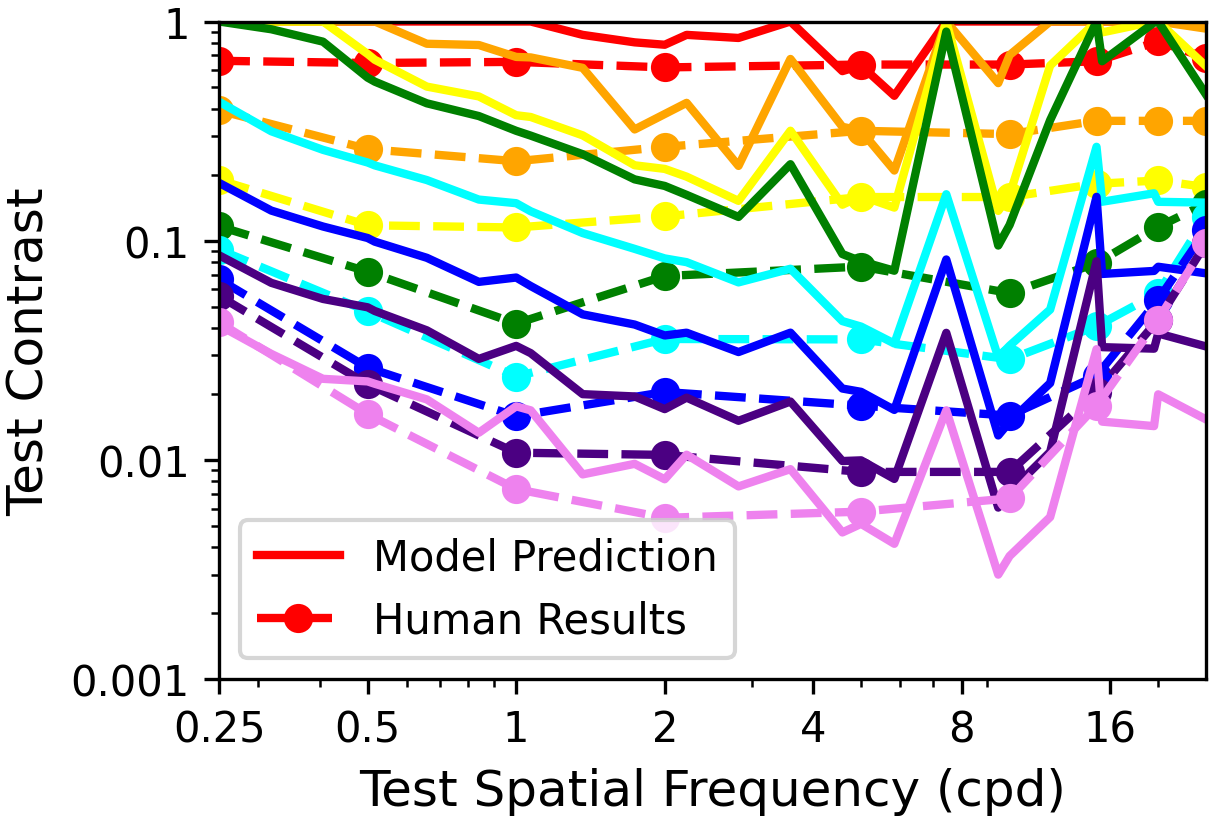 1
0.1
0.01
0.001
Test Contrast
Model Prediction
Human Results
0.25 0.5 1 2 4 8 16
Test Spatial Frequency (cpd)